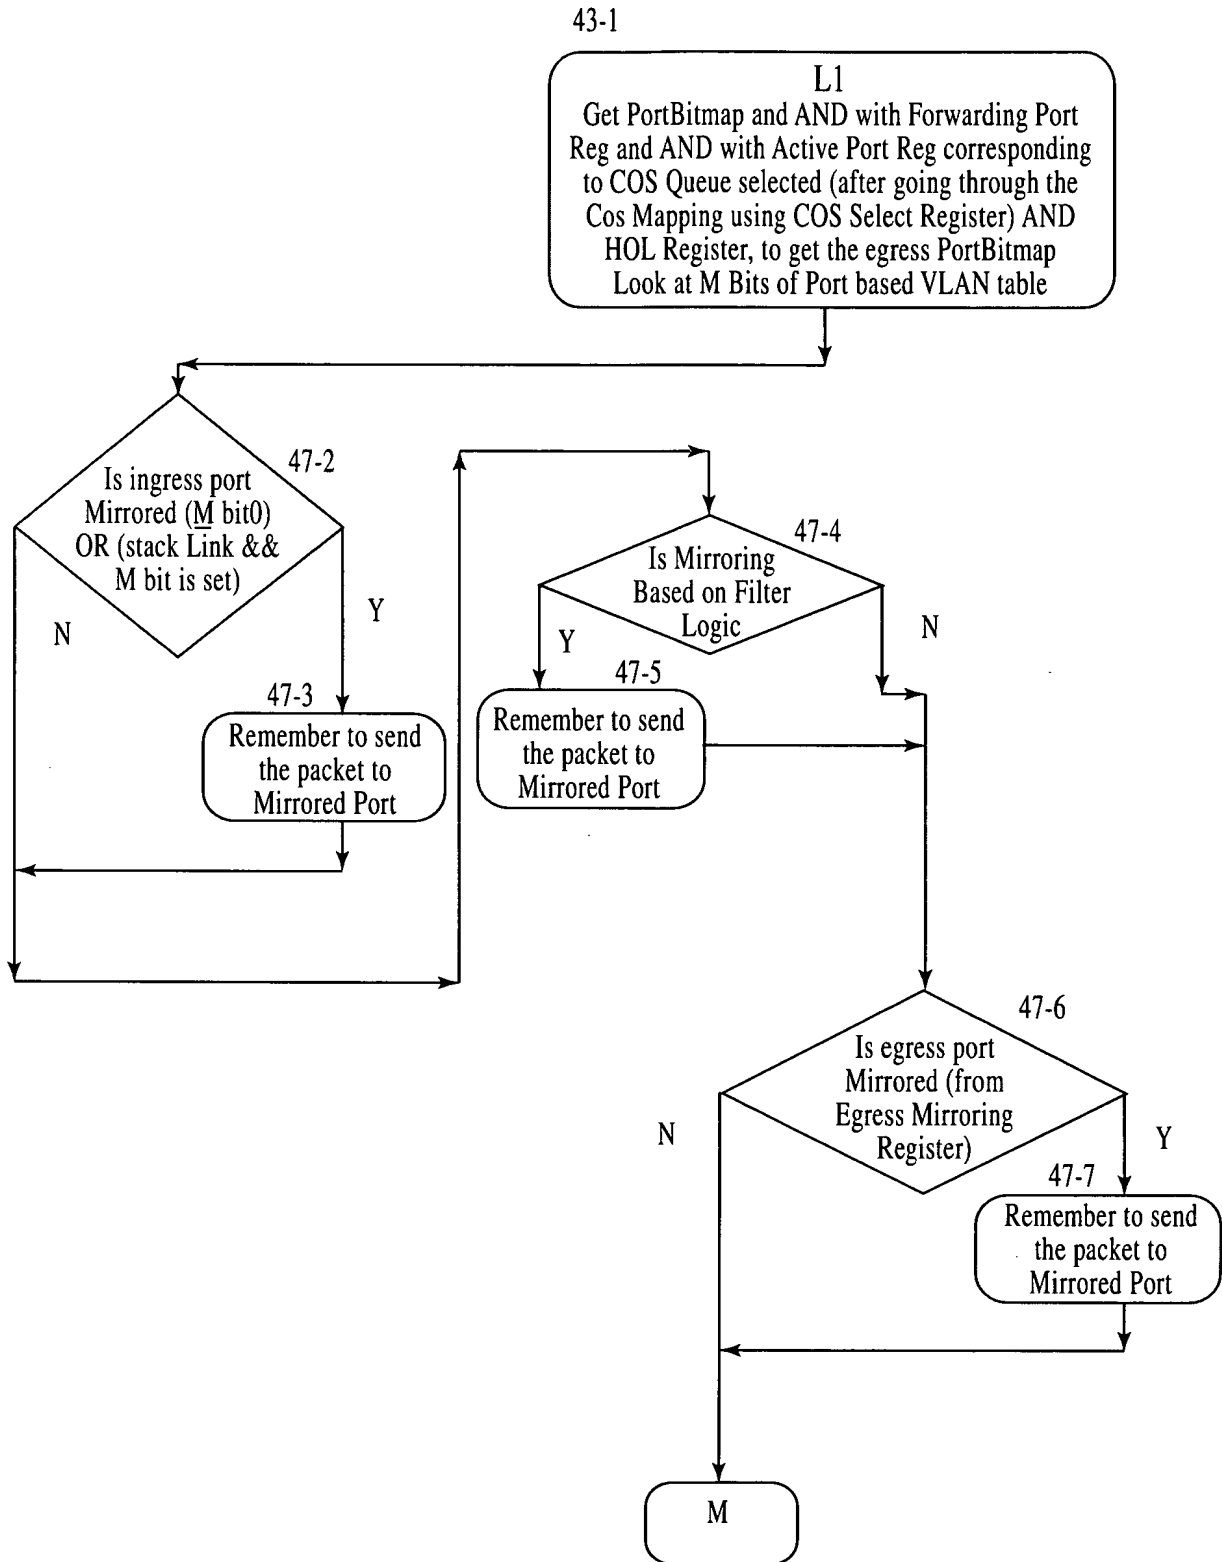 43-1
L1
Get PortBitmap and AND with Forwarding Port
Reg and AND with Active Port Reg corresponding
to COS Queue selected (after going through the
Cos Mapping using COS Select Register) AND
HOL Register, to get the egress PortBitmap
Look at M Bits of Port based VLAN table
47-2
Is ingress port
Mirrored (M bit0)
OR (stack Link &&
M bit is set)
N
Y
47-3
Remember to send
the packet to
Mirrored Port
47-4
Is Mirroring
Based on Filter
Logic
Y
N
47-5
Remember to send
the packet to
Mirrored Port
47-6
Is egress port
Mirrored (from
Egress Mirroring
Register)
N
Y
47-7
Remember to send
the packet to
Mirrored Port
M